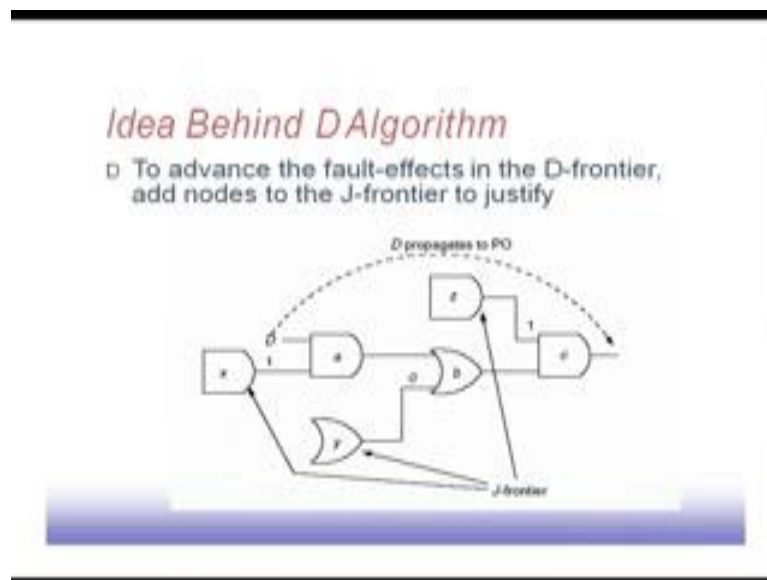 Idea Behind D Algorithm
To advance the fault-effects in the D-frontier,
add nodes to the J-frontier to justify
D propagates to PO
z
1
D
a
c
x
1
0
b
y
J-frontier